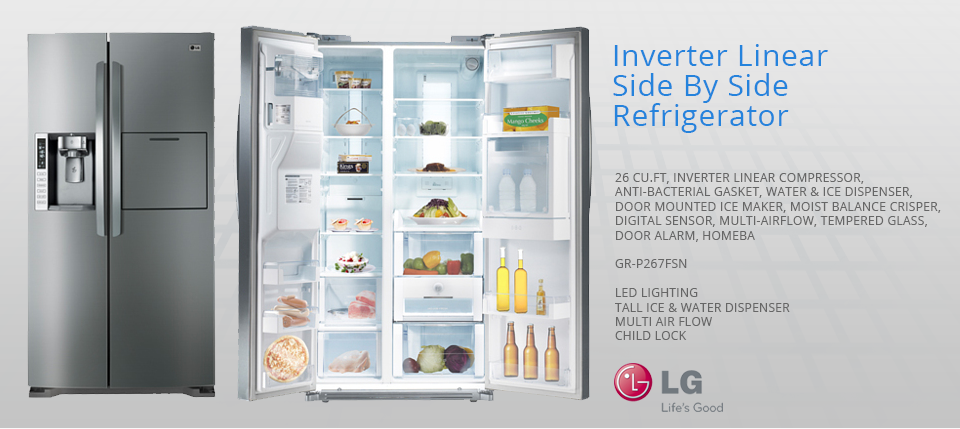 Inverter Linear
Side By Side
Refrigerator
26 CU.FT, INVERTER LINEAR COMPRESSOR,
ANTI-BACTERIAL GASKET, WATER & ICE DISPENSER,
DOOR MOUNTED ICE MAKER, MOIST BALANCE CRISPER,
DIGITAL SENSOR, MULTI-AIRFLOW, TEMPERED GLASS,
DOOR ALARM, HOMEBA
GR-P267FSN
LED LIGHTING
TALL ICE & WATER DISPENSER
MULTI AIR FLOW
CHILD LOCK
LG
Life's Good
LG
Mango Cheeks